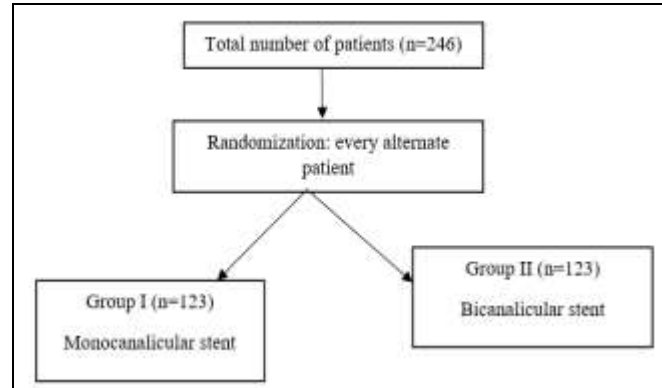 Total number of patients (n=246)
Randomization: every alternate
patient
Group I (n=123)
Monocanalicular stent
Group II (n=123)
Bicanalicular stent